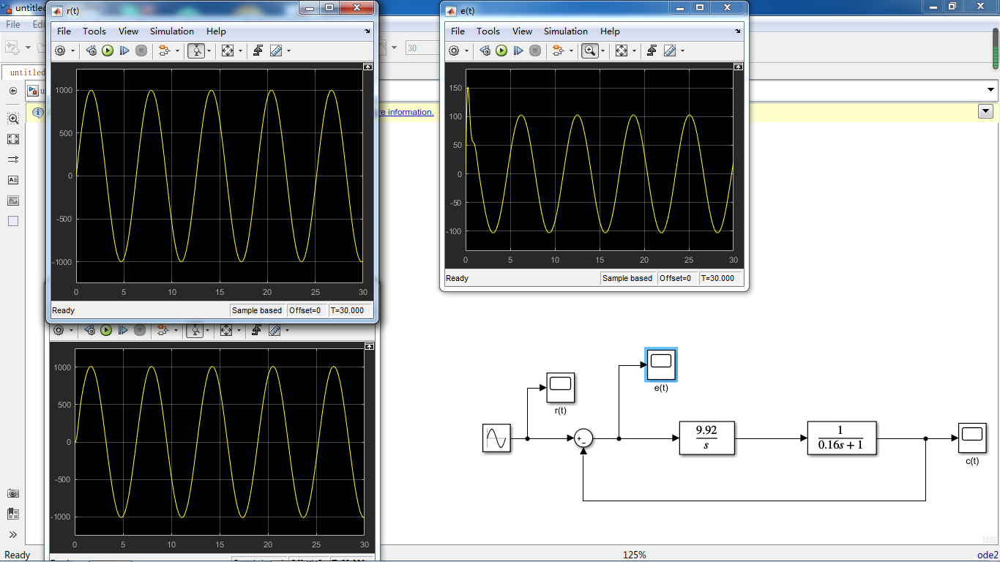 untitled
File Edi
30
untitled
u
re information.
r(t)
File Tools View Simulation Help
1000
500
0
-500
-1000
0 5 10 15 20 25 30
Ready Sample based Offset=0 T=30.000
e(t)
File Tools View Simulation Help
150
100
50
0
-50
-100
0 5 10 15 20 25 30
Ready Sample based Offset=0 T=30.000
1000
500
0
-500
-1000
0 5 10 15 20 25 30
e(t)
r(t)
+
−
9.92
s
1
0.16s + 1
c(t)
Ready 125% ode2